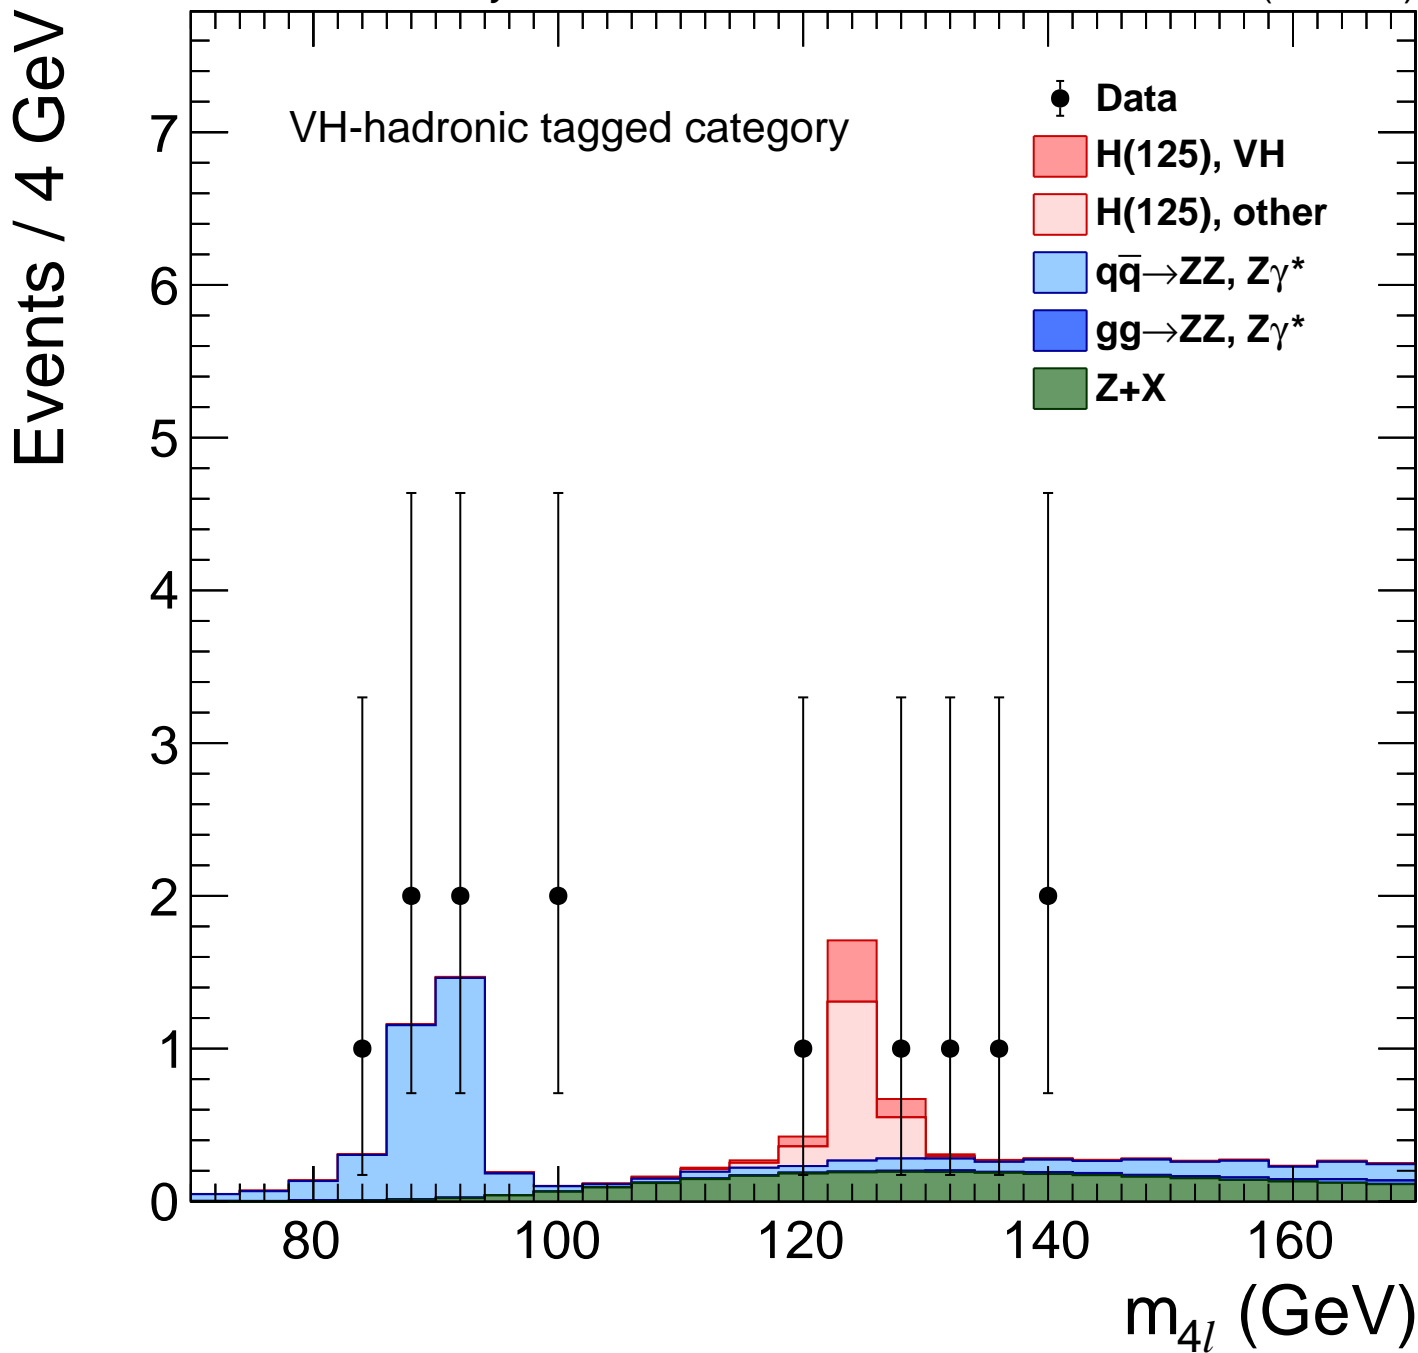 Events / 4 GeV
VH-hadronic tagged category
Data
H(125), VH
H(125), other
qq̅→ZZ, Zγ*
gg→ZZ, Zγ*
Z+X
7
6
5
4
3
2
1
0
80 100 120 140 160
m4l (GeV)